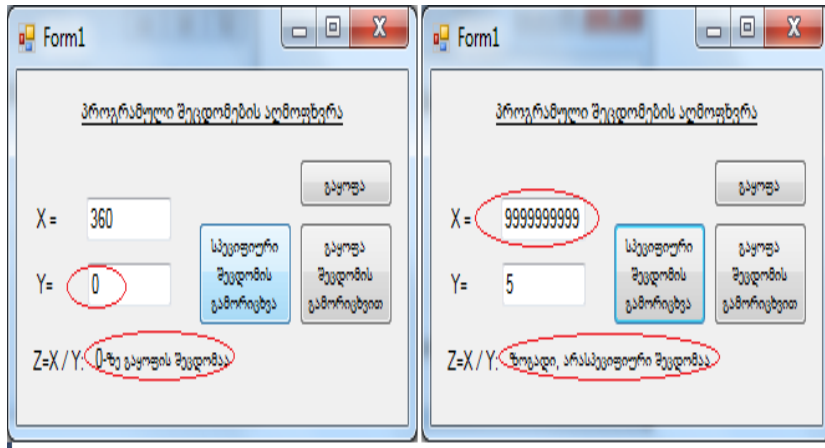 Form1
X
პროგრამული შეცდომების აღმოფხვრა
გაყოფა
X = 360
სპეციფიური
შეცდომის
გამორიცხვა
გაყოფა
შეცდომის
გამორიცხვით
Y= 0
Z=X / Y: 0-ზე გაყოფის შეცდომაა
Form1
X
პროგრამული შეცდომების აღმოფხვრა
გაყოფა
X = 9999999999
სპეციფიური
შეცდომის
გამორიცხვა
გაყოფა
შეცდომის
გამორიცხვით
Y= 5
Z=X / Y: ზოგადი, არასპეციფიური შეცდომაა